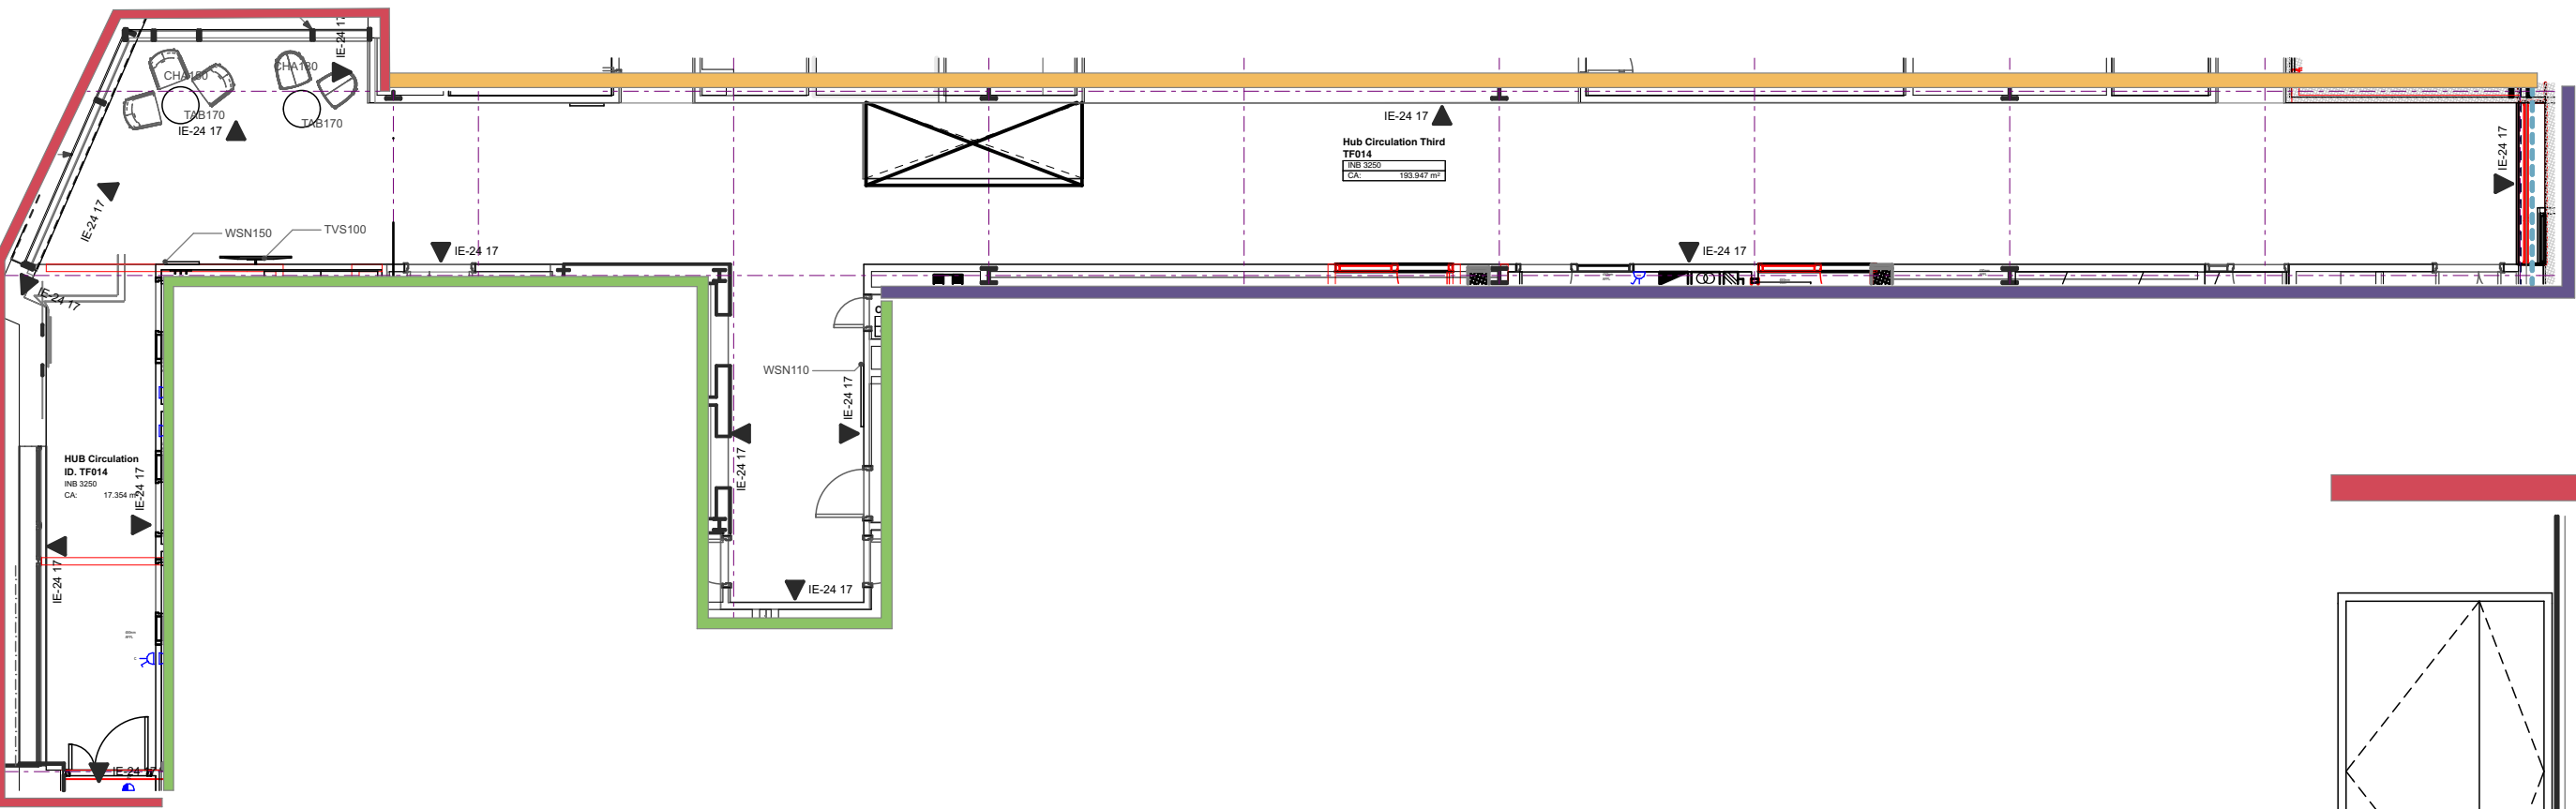 IE-24 17
CHA180
CHA180
TAB170
TAB170
IE-24 17
IE-24 17
Hub Circulation Third
TF014
INB 3250
CA: 193.947 m²
IE-24 17
IE-24 17
WSN150
TVS100
IE-24 17
IE-24 17
IE-24 17
WSN110
IE-24 17
IE-24 17
HUB Circulation
ID. TF014
INB 3250
CA: 17.354 m
IE-24 17
IE-24 17
IE-24 17
IE-24 17